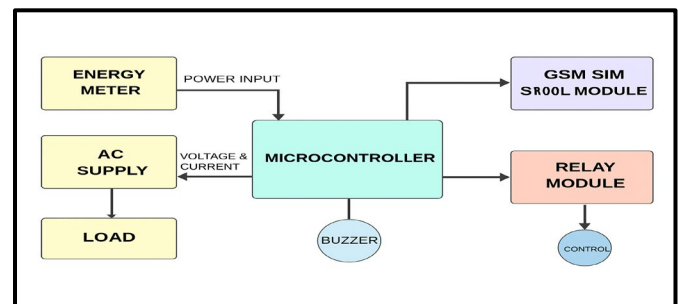 ENERGY
METER
POWER INPUT
GSM SIM
SR00L MODULE
AC
SUPPLY
VOLTAGE &
CURRENT
MICROCONTROLLER
RELAY
MODULE
LOAD
BUZZER
CONTROL